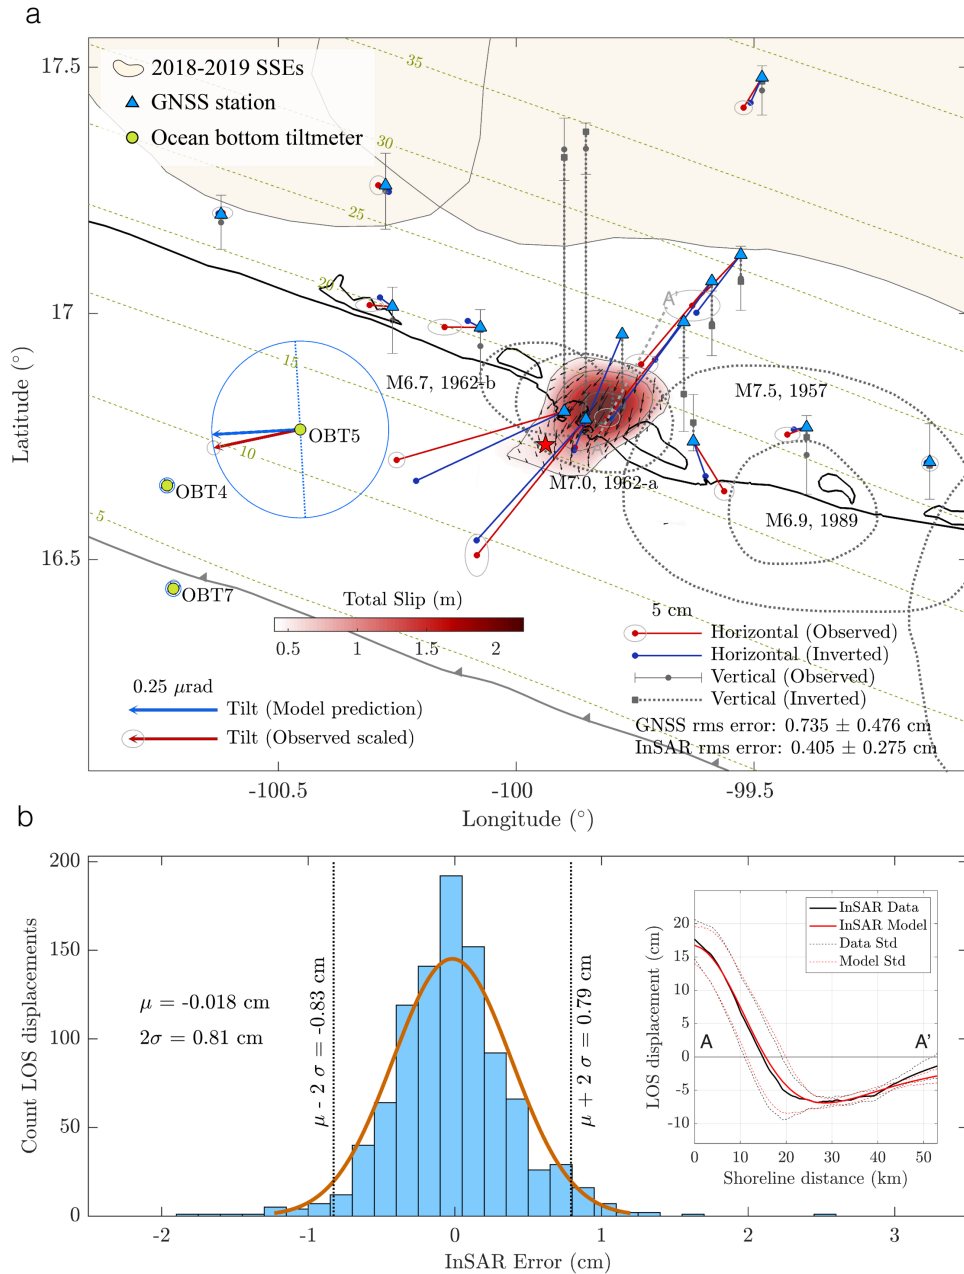 a
17.5
17
16.5
Latitude (°)
2018-2019 SSEs
GNSS station
Ocean bottom tiltmeter
35
30
25
20
15
10
5
A'
A
M6.7, 1962-b
M7.5, 1957
M7.0, 1962-a
M6.9, 1989
OBT5
OBT4
OBT7
Total Slip (m)
0.5 1 1.5 2
0.25 μrad
Tilt (Model prediction)
Tilt (Observed scaled)
5 cm
Horizontal (Observed)
Horizontal (Inverted)
Vertical (Observed)
Vertical (Inverted)
GNSS rms error: 0.735 ± 0.476 cm
InSAR rms error: 0.405 ± 0.275 cm
-100.5 -100 -99.5
Longitude (°)
b
200
150
100
50
0
Count LOS displacements
μ = -0.018 cm
2σ = 0.81 cm
μ - 2 σ = -0.83 cm
μ + 2 σ = 0.79 cm
-2 -1 0 1 2 3
InSAR Error (cm)
InSAR Data
InSAR Model
Data Std
Model Std
20
15
10
5
0
-5
-10
LOS displacement (cm)
A
A'
0 10 20 30 40 50
Shoreline distance (km)